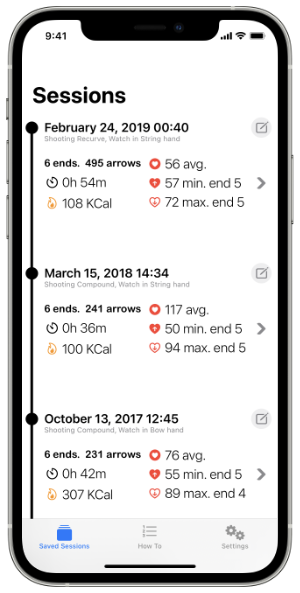 9:41
Sessions
February 24, 2019 00:40
Shooting Recurve, Watch in String hand
6 ends. 495 arrows
56 avg.
0h 54m
57 min. end 5
108 KCal
72 max. end 5
March 15, 2018 14:34
Shooting Compound, Watch in String hand
6 ends. 241 arrows
117 avg.
0h 36m
50 min. end 5
100 KCal
94 max. end 5
October 13, 2017 12:45
Shooting Compound, Watch in Bow hand
6 ends. 231 arrows
76 avg.
0h 42m
55 min. end 5
307 KCal
89 max. end 4
Saved Sessions
How To
Settings